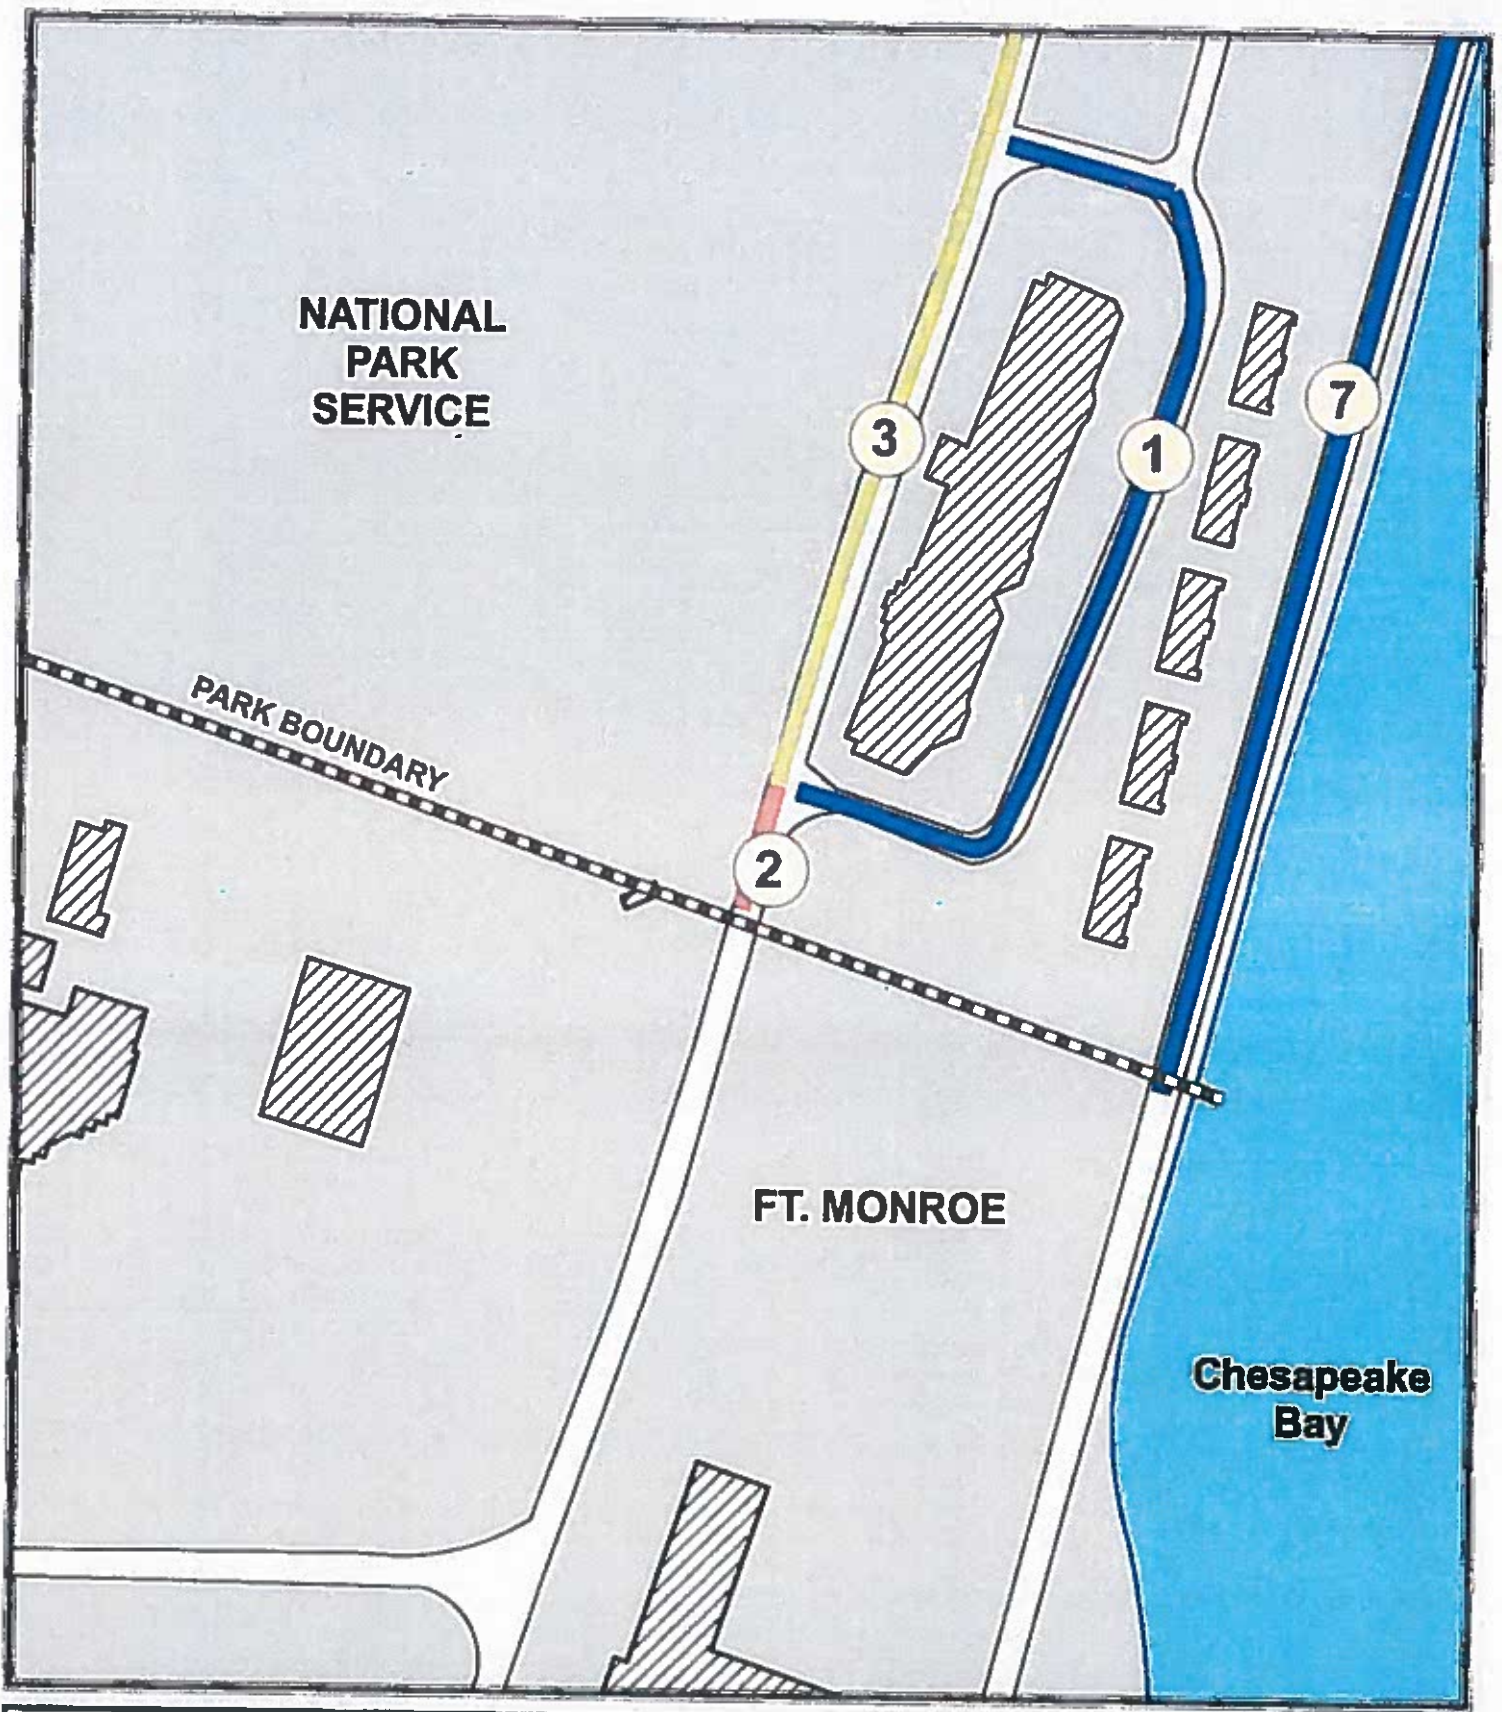 NATIONAL
PARK
SERVICE
3
1
7
PARK BOUNDARY
2
FT. MONROE
Chesapeake
Bay